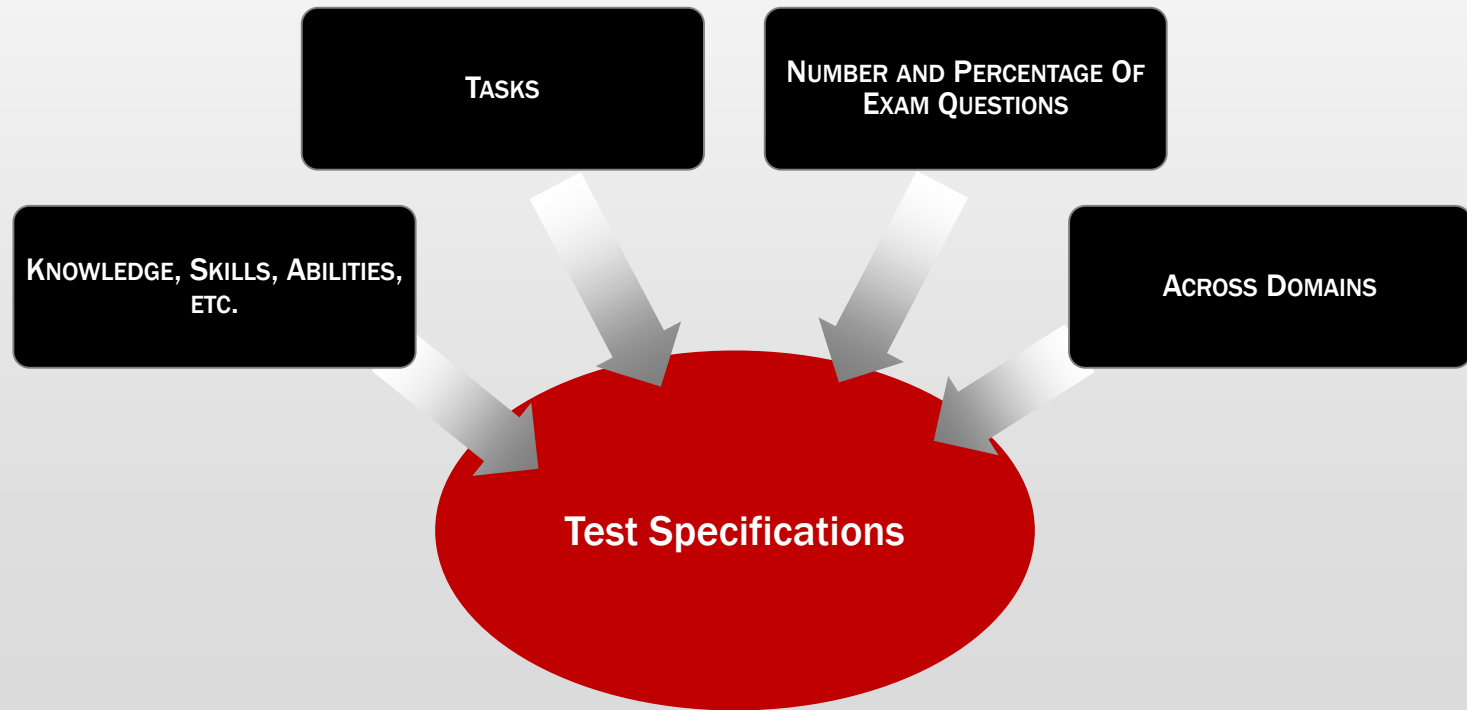 Tasks
Number and Percentage Of
Exam Questions
Knowledge, Skills, Abilities,
etc.
Across Domains
Test Specifications